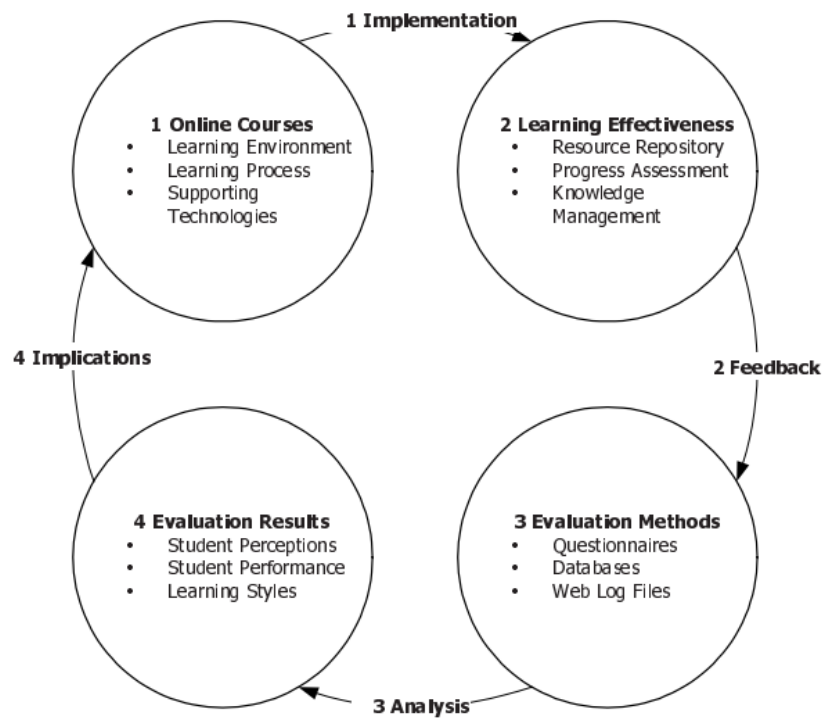 1 Implementation
1 Online Courses
• Learning Environment
• Learning Process
• Supporting
Technologies
2 Learning Effectiveness
• Resource Repository
• Progress Assessment
• Knowledge
Management
4 Implications
2 Feedback
4 Evaluation Results
• Student Perceptions
• Student Performance
• Learning Styles
3 Evaluation Methods
• Questionnaires
• Databases
• Web Log Files
3 Analysis